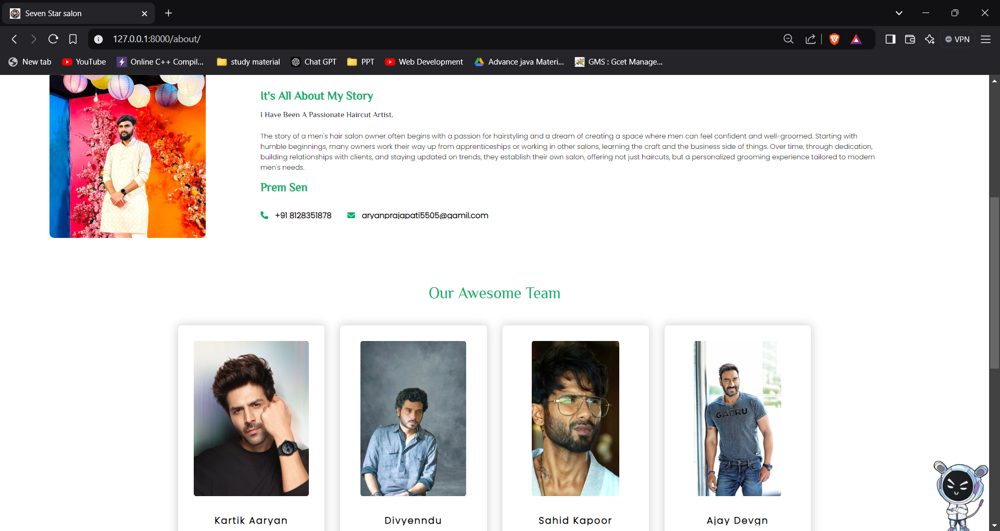 Seven Star salon
127.0.0.1:8000/about/
VPN
New tab
YouTube
Online C++ Compil...
study material
Chat GPT
PPT
Web Development
Advance java Materi...
GMS : Gcet Manage...
It's All About My Story
I Have Been A Passionate Haircut Artist.
The story of a men's hair salon owner often begins with a passion for hairstyling and a dream of creating a space where men can feel confident and well-groomed. Starting with
humble beginnings, many owners work their way up from apprenticeships or working in other salons, learning the craft and the business side of things. Over time, through dedication,
building relationships with clients, and staying updated on trends, they establish their own salon, offering not just haircuts, but a personalized grooming experience tailored to modern
men's needs.
Prem Sen
+91 8128351878
aryanprajapati5505@gamil.com
Our Awesome Team
GABRU
Kartik Aaryan
Divyenndu
Sahid Kapoor
Ajay Devgn